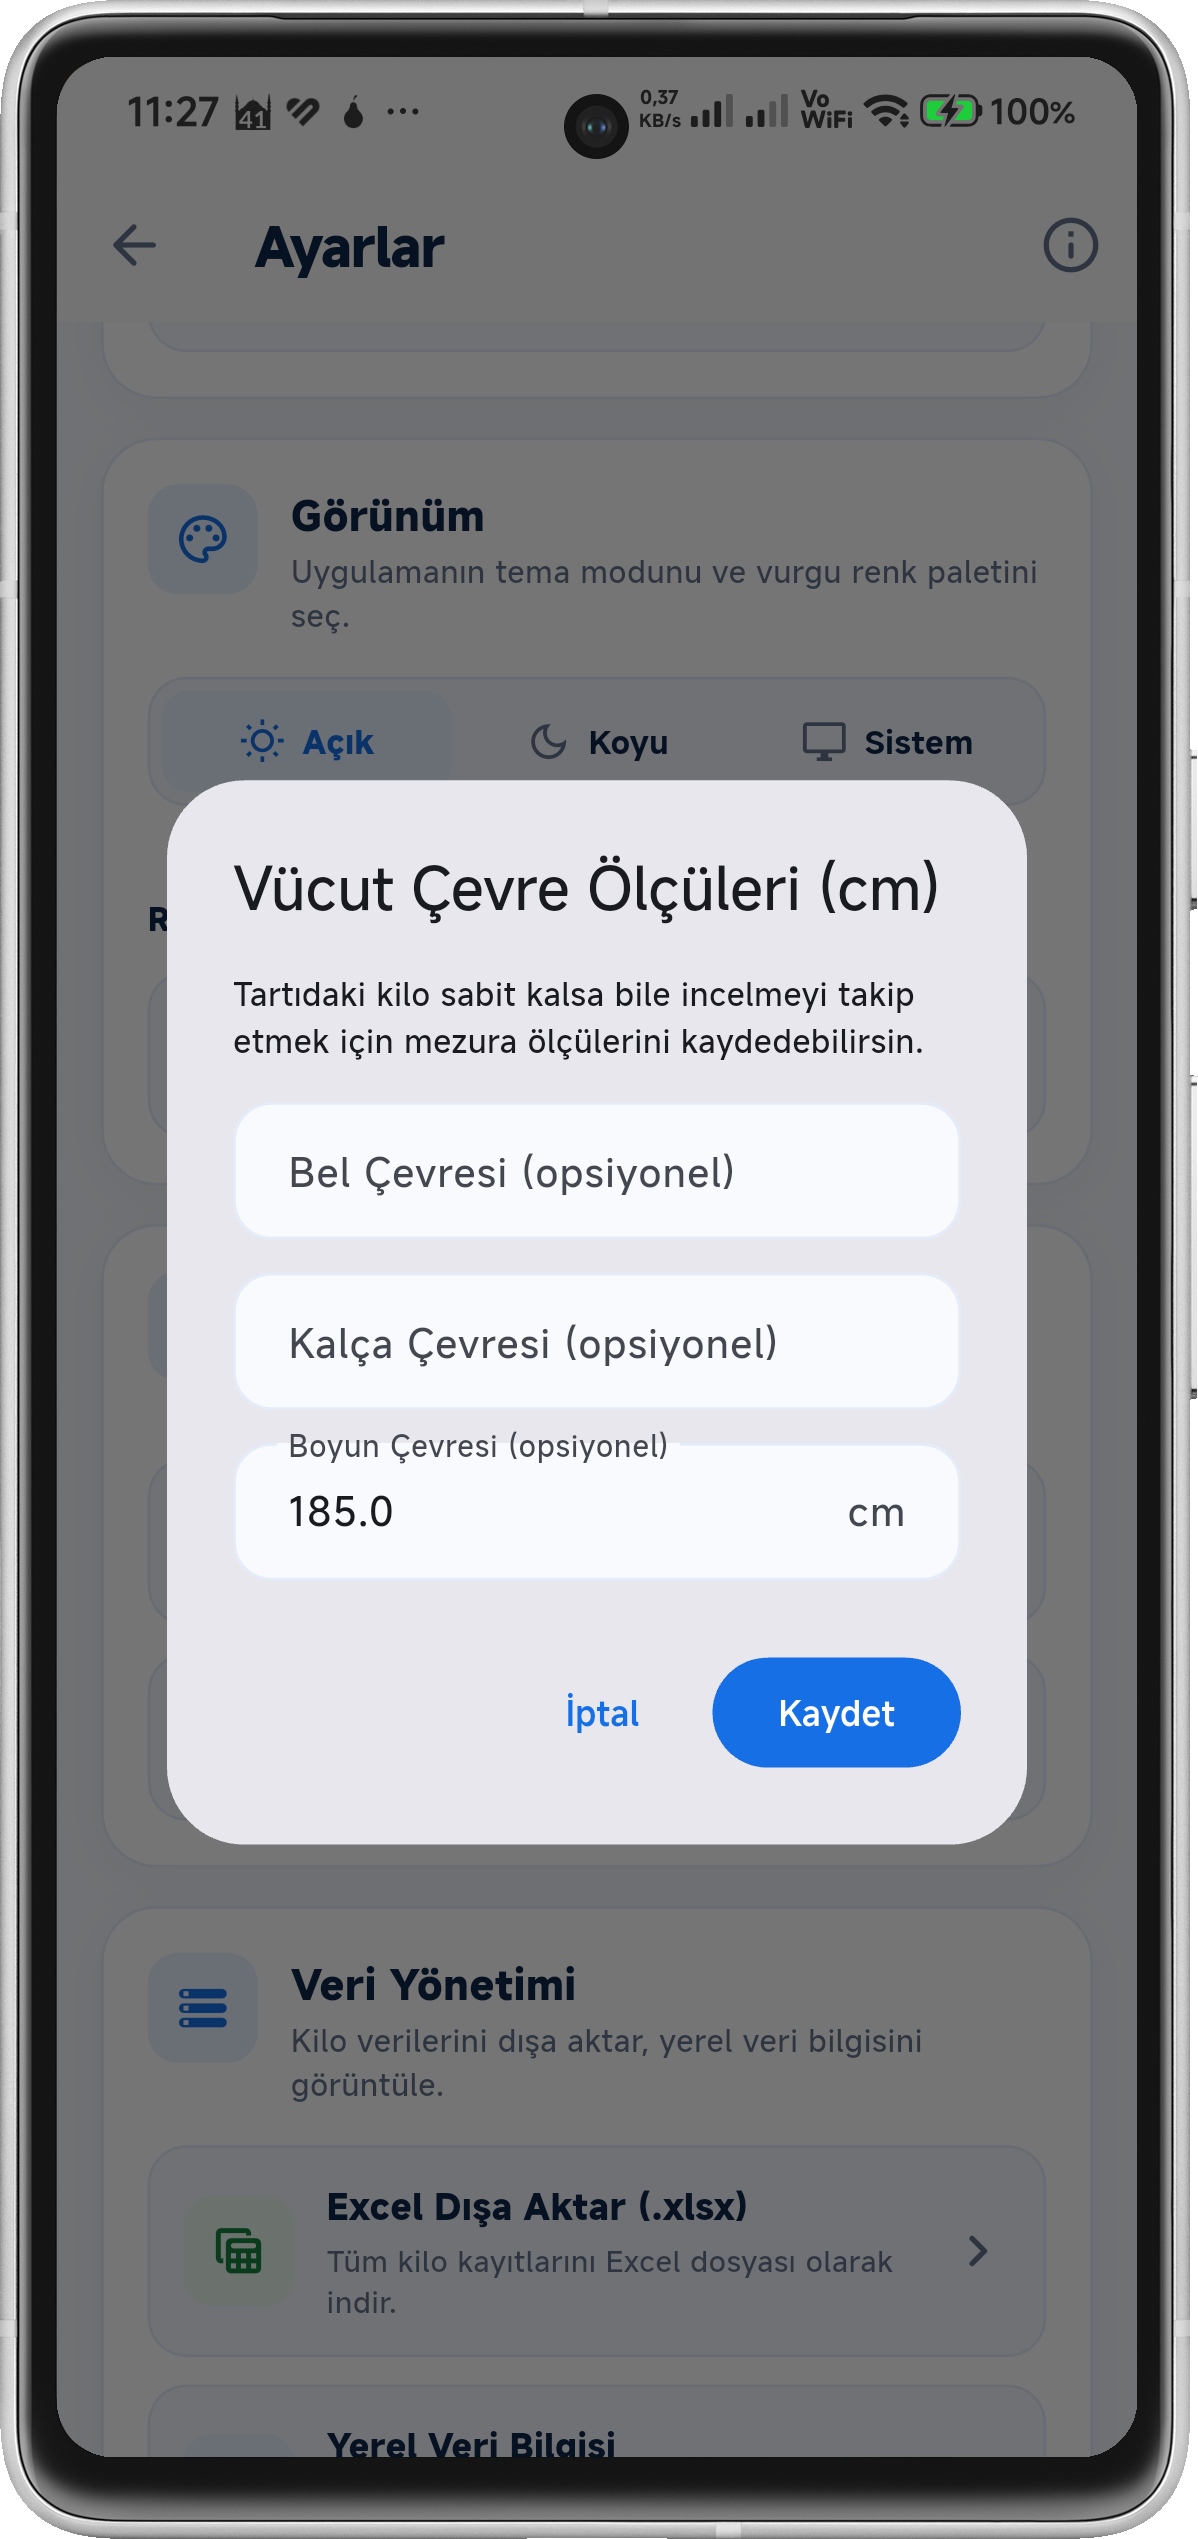 11:27
41
0,37
KB/s
Vo
WiFi
100%
Ayarlar
Görünüm
Uygulamanın tema modunu ve vurgu renk paletini
seç.
Açık
Koyu
Sistem
R
Vücut Çevre Ölçüleri (cm)
Tartıdaki kilo sabit kalsa bile incelmeyi takip
etmek için mezura ölçülerini kaydedebilirsin.
Bel Çevresi (opsiyonel)
Kalça Çevresi (opsiyonel)
Boyun Çevresi (opsiyonel)
185.0
cm
İptal
Kaydet
Veri Yönetimi
Kilo verilerini dışa aktar, yerel veri bilgisini
görüntüle.
Excel Dışa Aktar (.xlsx)
Tüm kilo kayıtlarını Excel dosyası olarak
indir.
Yerel Veri Bilgisi